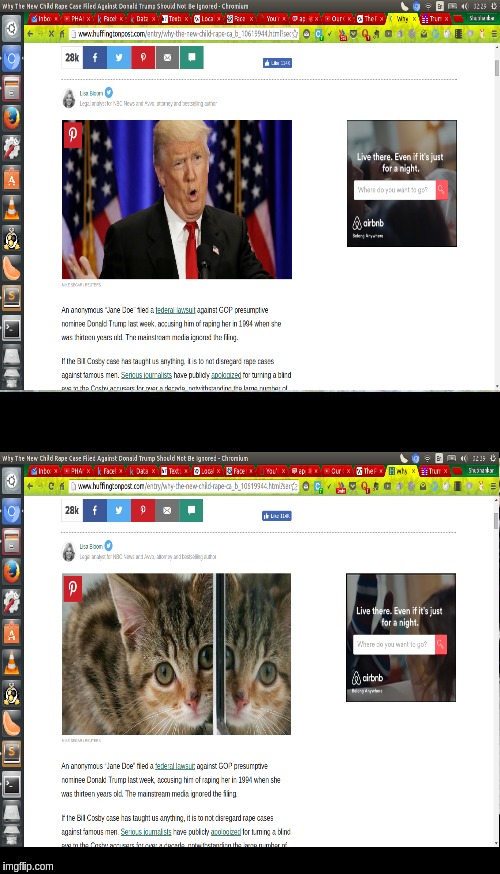 Why The New Child Rape Case Filed Against Donald Trump Should Not Be Ignored - Chromium
Br 02:29
Inbox PHA! Facel Data Text Local Face You'r ap Our The F Why Trum Shubhankar
www.huffingtonpost.com/entry/why-the-new-child-rape-ca_b_10619944.html?sec
28k
Like 114K
Lisa Bloom
Legal analyst for NBC News and Avvo, attorney and bestselling author
Live there. Even if it's just
for a night.
Where do you want to go?
airbnb
Belong Anywhere
An anonymous "Jane Doe" filed a federal lawsuit against GOP presumptive
nominee Donald Trump last week, accusing him of raping her in 1994 when she
was thirteen years old. The mainstream media ignored the filing.
If the Bill Cosby case has taught us anything, it is to not disregard rape cases
against famous men. Serious journalists have publicly apologized for turning a blind
eye to the Cosby accusers for over a decade, notwithstanding the large number of
Why The New Child Rape Case Filed Against Donald Trump Should Not Be Ignored - Chromium
Br 02:39
Inbo PHA! Facel Data Text: Local Face You'! ap Our The F Why Trum Shubhankar
www.huffingtonpost.com/entry/why-the-new-child-rape-ca_b_10619944.html?sec
28k
Like 114K
Lisa Bloom
Legal analyst for NBC News and Avvo, attorney and bestselling author
Live there. Even if it's just
for a night.
Where do you want to go?
airbnb
Belong Anywhere
An anonymous "Jane Doe" filed a federal lawsuit against GOP presumptive
nominee Donald Trump last week, accusing him of raping her in 1994 when she
was thirteen years old. The mainstream media ignored the filing.
If the Bill Cosby case has taught us anything, it is to not disregard rape cases
against famous men. Serious journalists have publicly apologized for turning a blind
eye to the Cosby accusers for over a decade, notwithstanding the large number of
imgflip.com